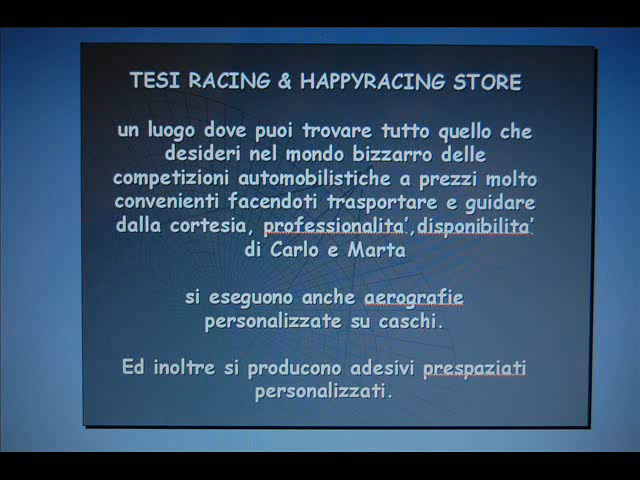 TESI RACING & HAPPYRACING STORE
un luogo dove puoi trovare tutto quello che
desideri nel mondo bizzarro delle
competizioni automobilistiche a prezzi molto
convenienti facendoti trasportare e guidare
dalla cortesia, professionalita',disponibilita'
di Carlo e Marta
si eseguono anche aerografie
personalizzate su caschi.
Ed inoltre si producono adesivi prespaziati
personalizzati.